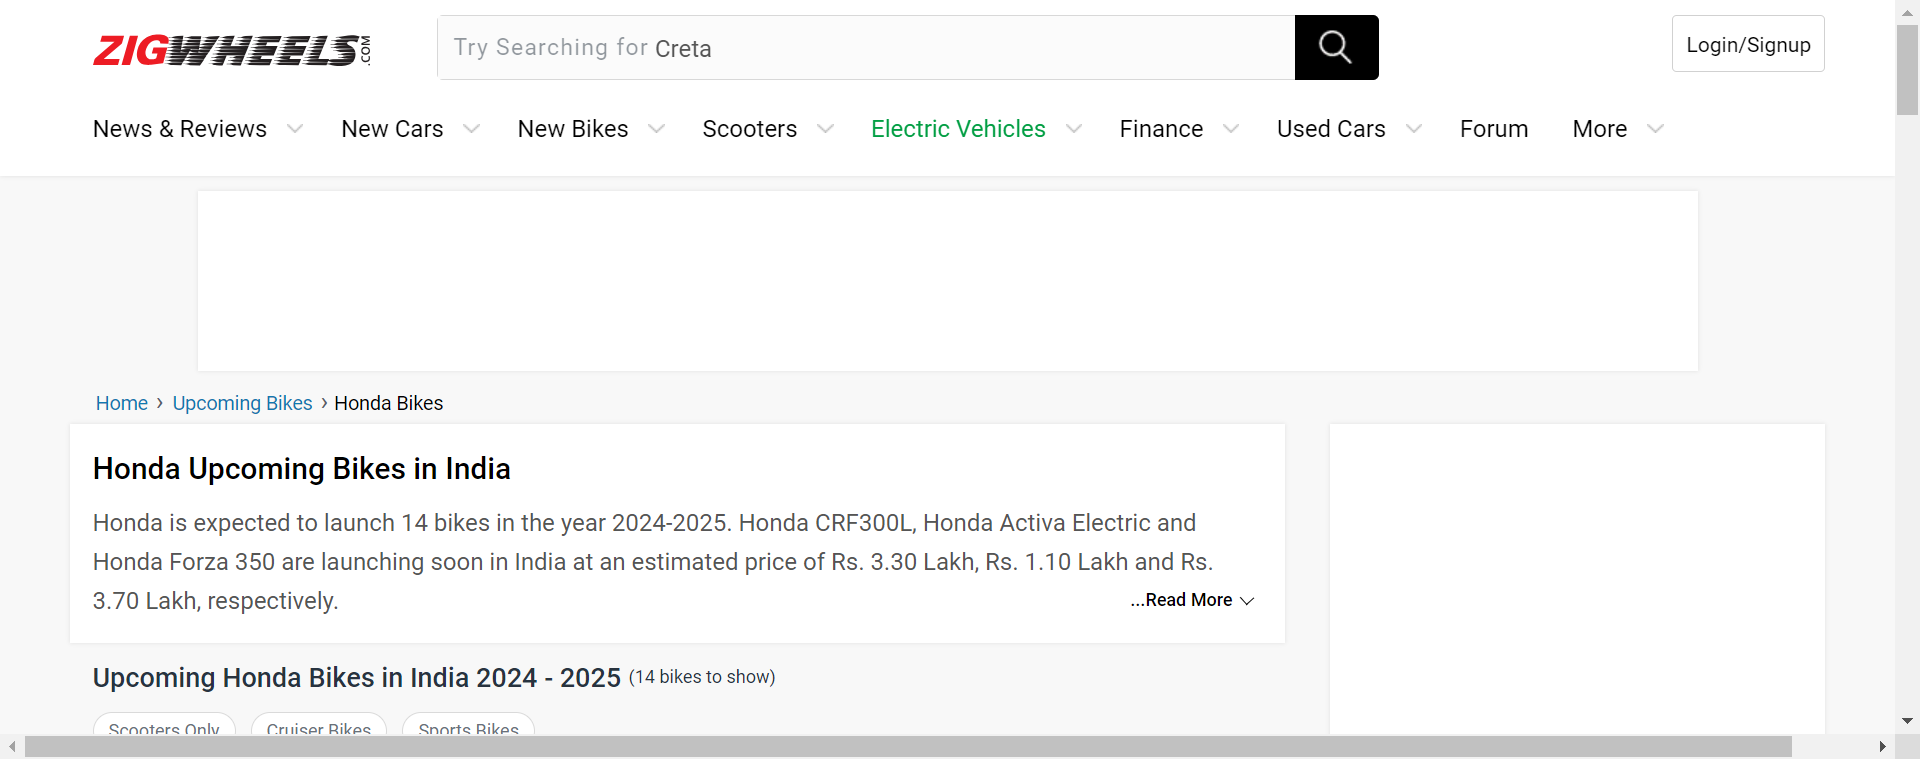 ZIGWHEELS.COM
Try Searching for Creta
Login/Signup
News & Reviews New Cars New Bikes Scooters Electric Vehicles Finance Used Cars Forum More
Home › Upcoming Bikes › Honda Bikes
Honda Upcoming Bikes in India
Honda is expected to launch 14 bikes in the year 2024-2025. Honda CRF300L, Honda Activa Electric and
Honda Forza 350 are launching soon in India at an estimated price of Rs. 3.30 Lakh, Rs. 1.10 Lakh and Rs.
3.70 Lakh, respectively.
...Read More
Upcoming Honda Bikes in India 2024 - 2025 (14 bikes to show)
Scooters Only Cruiser Bikes Sports Bikes